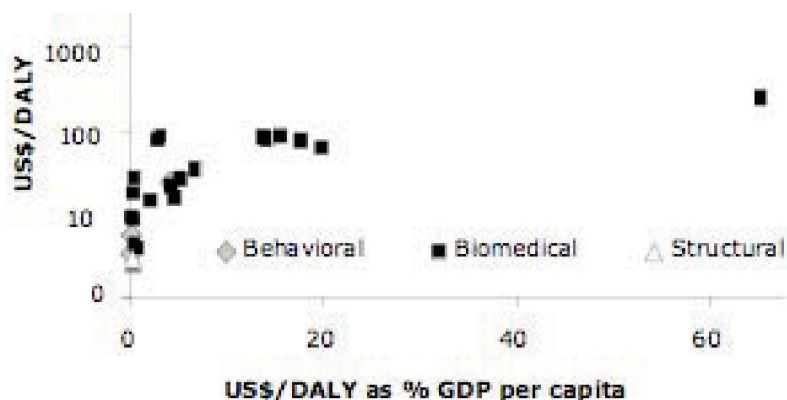 US$/DALY
1000
100
10
0
Behavioral Biomedical Structural
0 20 40 60
US$/DALY as % GDP per capita